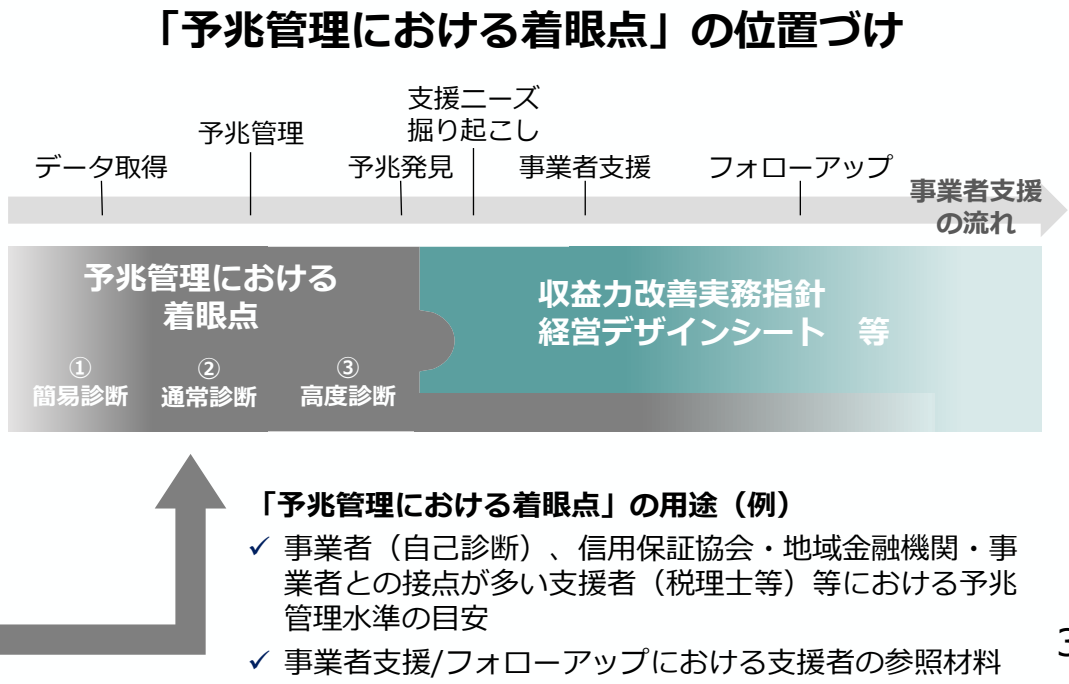 「予兆管理における着眼点」の位置づけ
支援ニーズ
掘り起こし
予兆管理
データ取得
予兆発見
事業者支援
フォローアップ
事業者支援
の流れ
予兆管理における
着眼点
①
簡易診断
②
通常診断
③
高度診断
収益力改善実務指針
経営デザインシート 等
「予兆管理における着眼点」の用途（例）
✓ 事業者（自己診断）、信用保証協会・地域金融機関・事
業者との接点が多い支援者（税理士等）等における予兆
管理水準の目安
✓ 事業者支援/フォローアップにおける支援者の参照材料
3